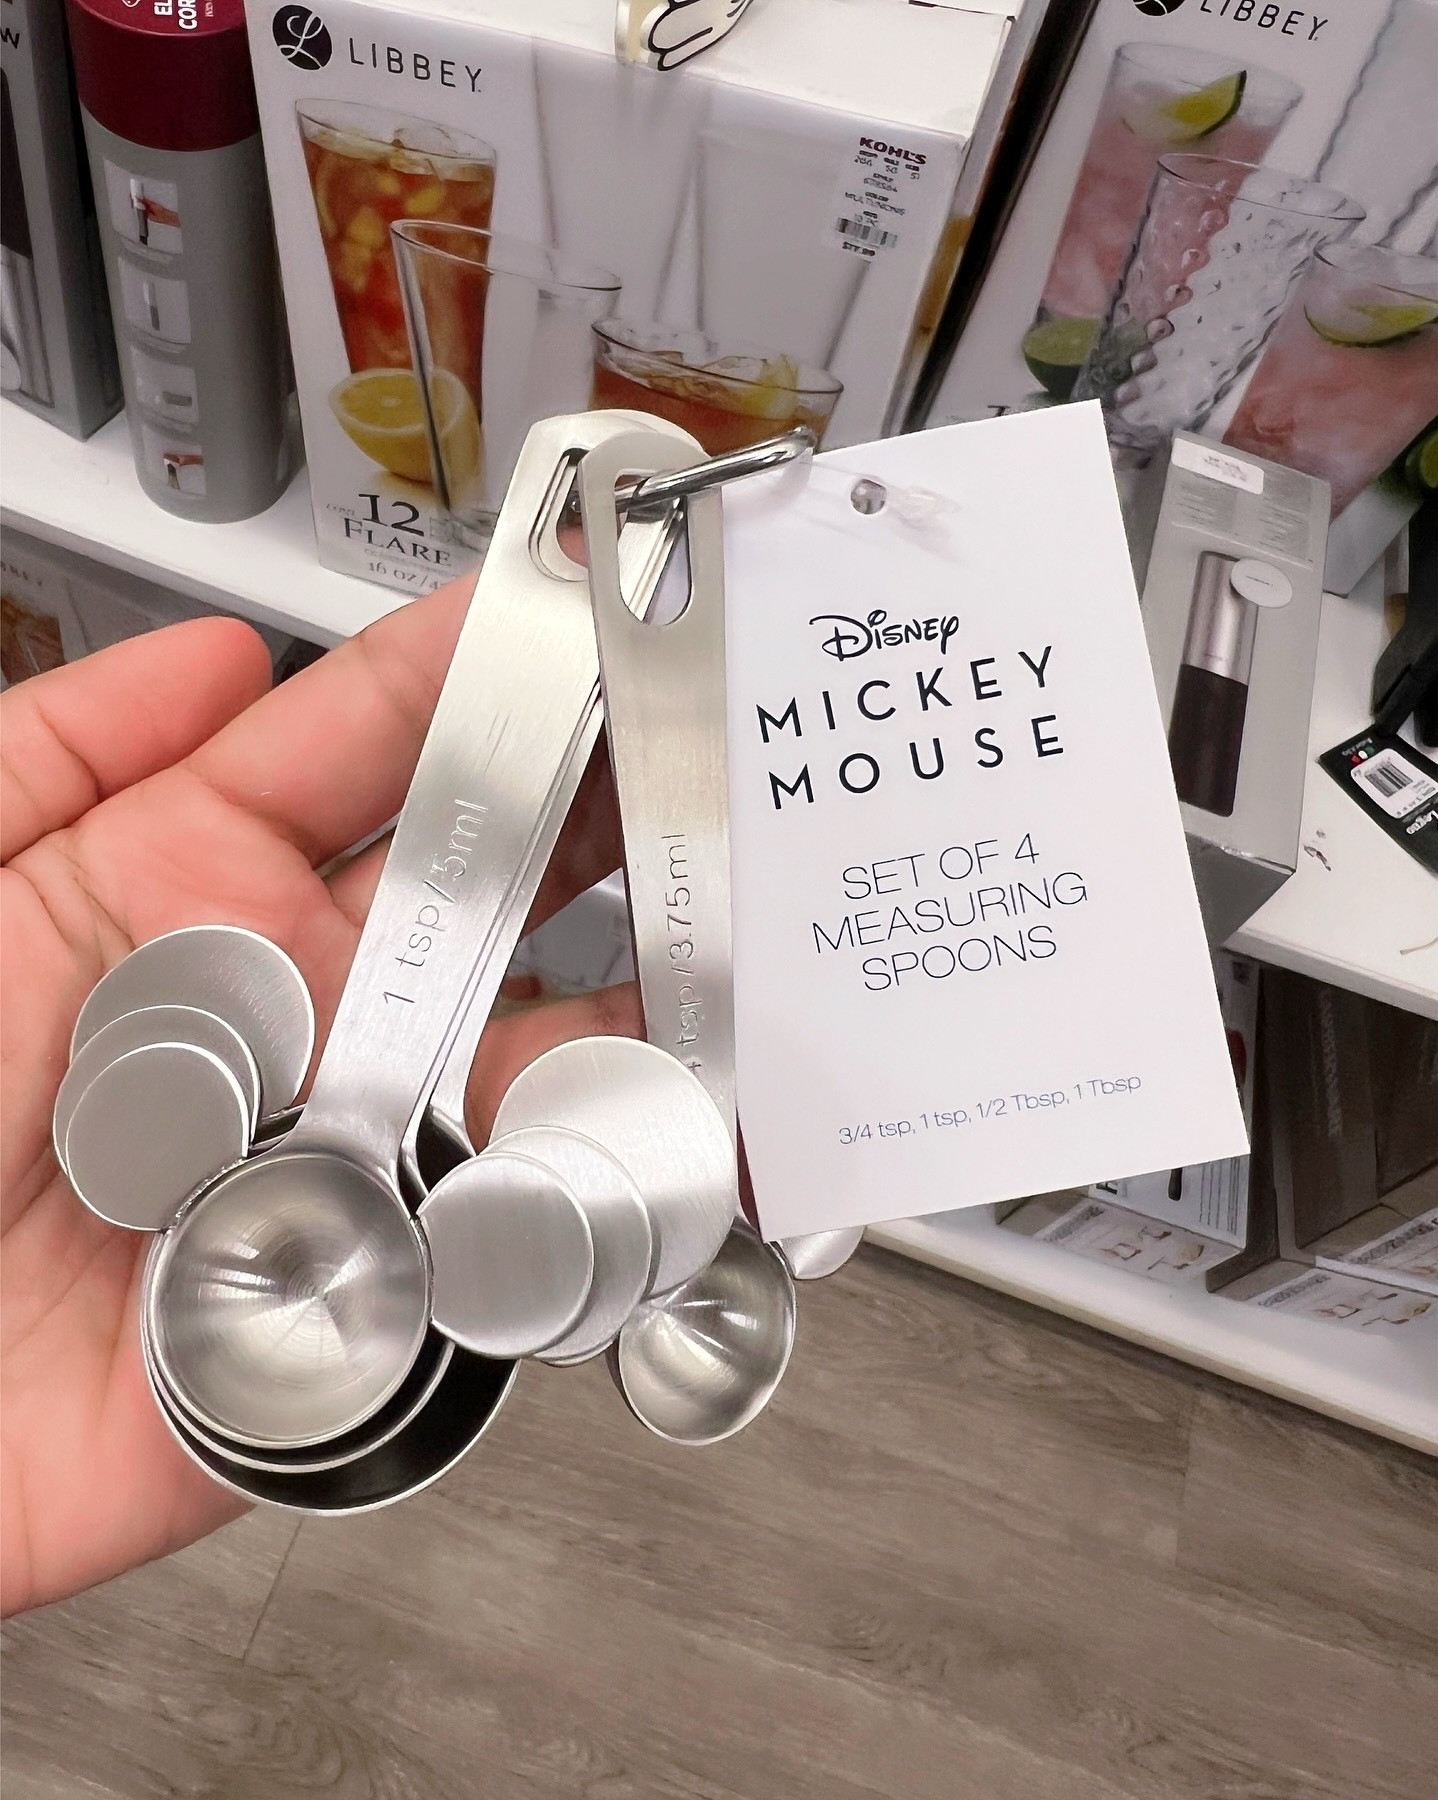 LIBBEY
LIBBEY
KOHL'S
12
FLARE
16 OZ/4
Disney
MICKEY
MOUSE
SET OF 4
MEASURING
SPOONS
3/4 tsp, 1 tsp, 1/2 Tbsp, 1 Tbsp
1 tsp/5ml
tsp/3.75ml